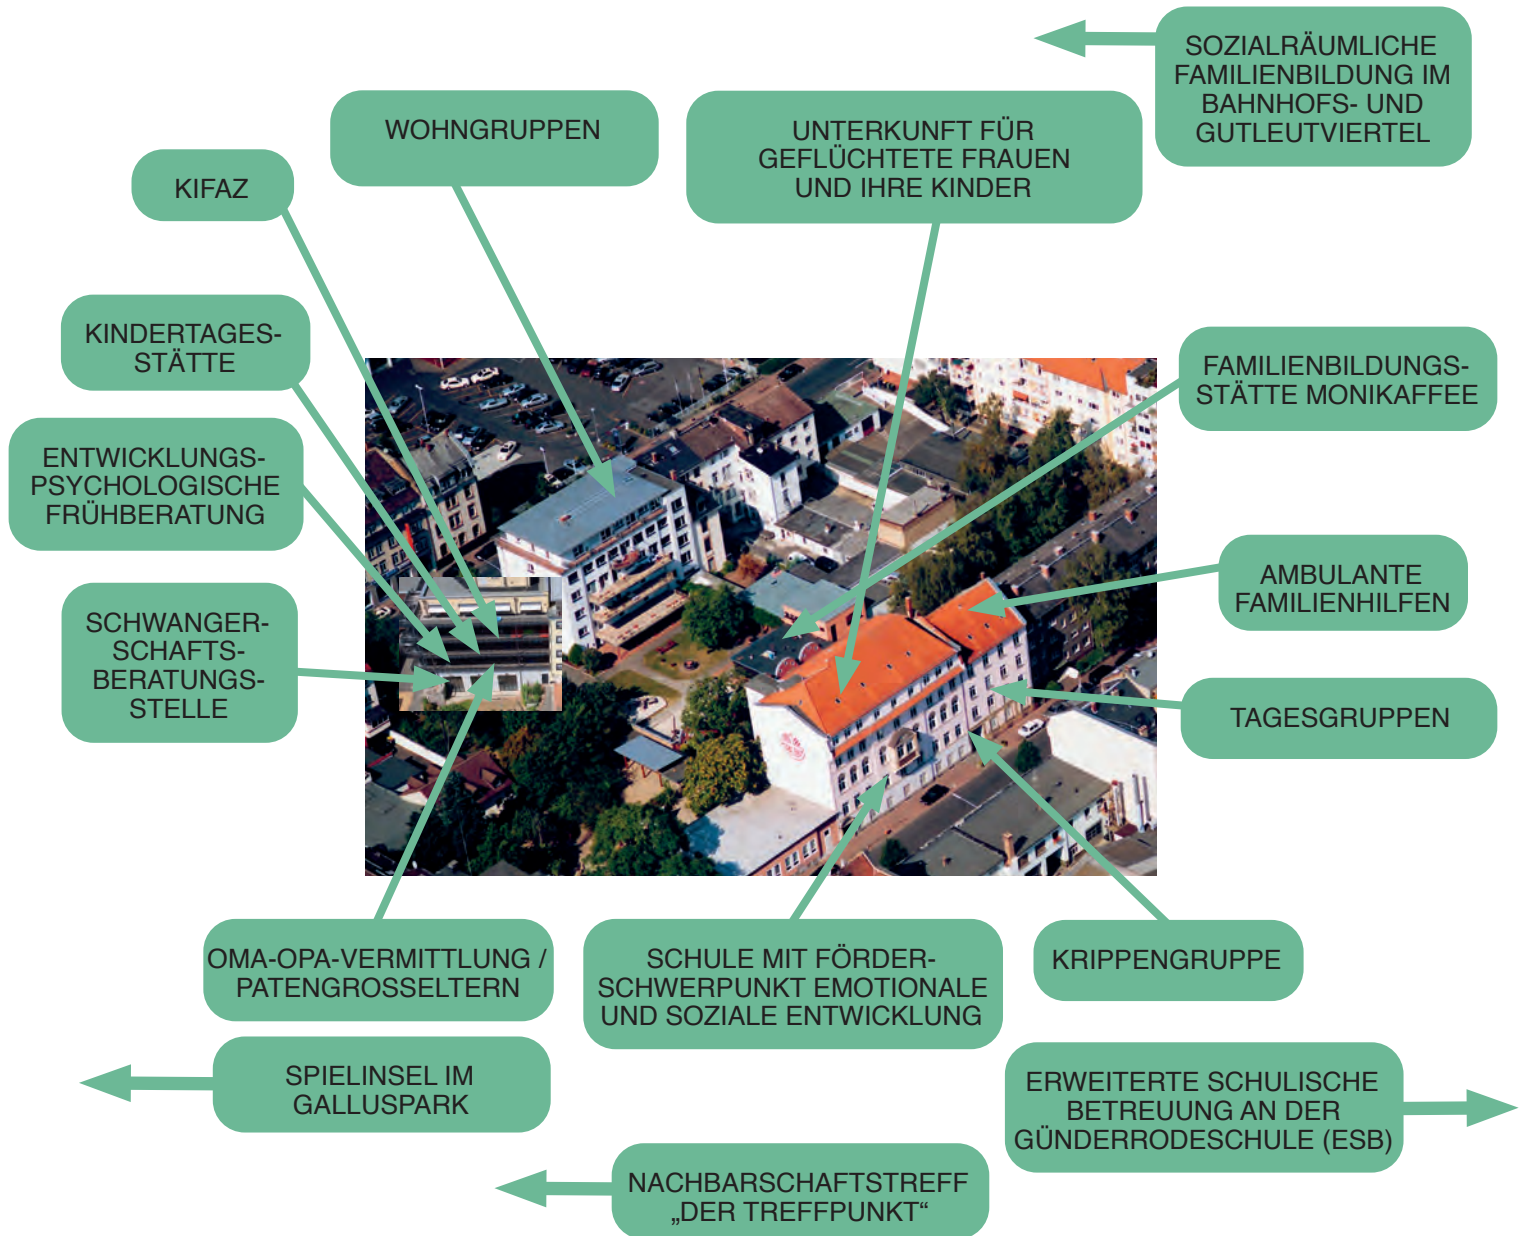 SOZIALRÄUMLICHE
FAMILIENBILDUNG IM
BAHNHOFS- UND
GUTLEUTVIERTEL
WOHNGRUPPEN
UNTERKUNFT FÜR
GEFLÜCHTETE FRAUEN
UND IHRE KINDER
KIFAZ
KINDERTAGES-
STÄTTE
FAMILIENBILDUNGS-
STÄTTE MONIKAFFEE
ENTWICKLUNGS-
PSYCHOLOGISCHE
FRÜHBERATUNG
AMBULANTE
FAMILIENHILFEN
SCHWANGER-
SCHAFTS-
BERATUNGS-
STELLE
TAGESGRUPPEN
OMA-OPA-VERMITTLUNG /
PATENGROSSELTERN
SCHULE MIT FÖRDER-
SCHWERPUNKT EMOTIONALE
UND SOZIALE ENTWICKLUNG
KRIPPENGRUPPE
SPIELINSEL IM
GALLUSPARK
ERWEITERTE SCHULISCHE
BETREUUNG AN DER
GÜNDERRODESCHULE (ESB)
NACHBARSCHAFTSTREFF
„DER TREFFPUNKT“